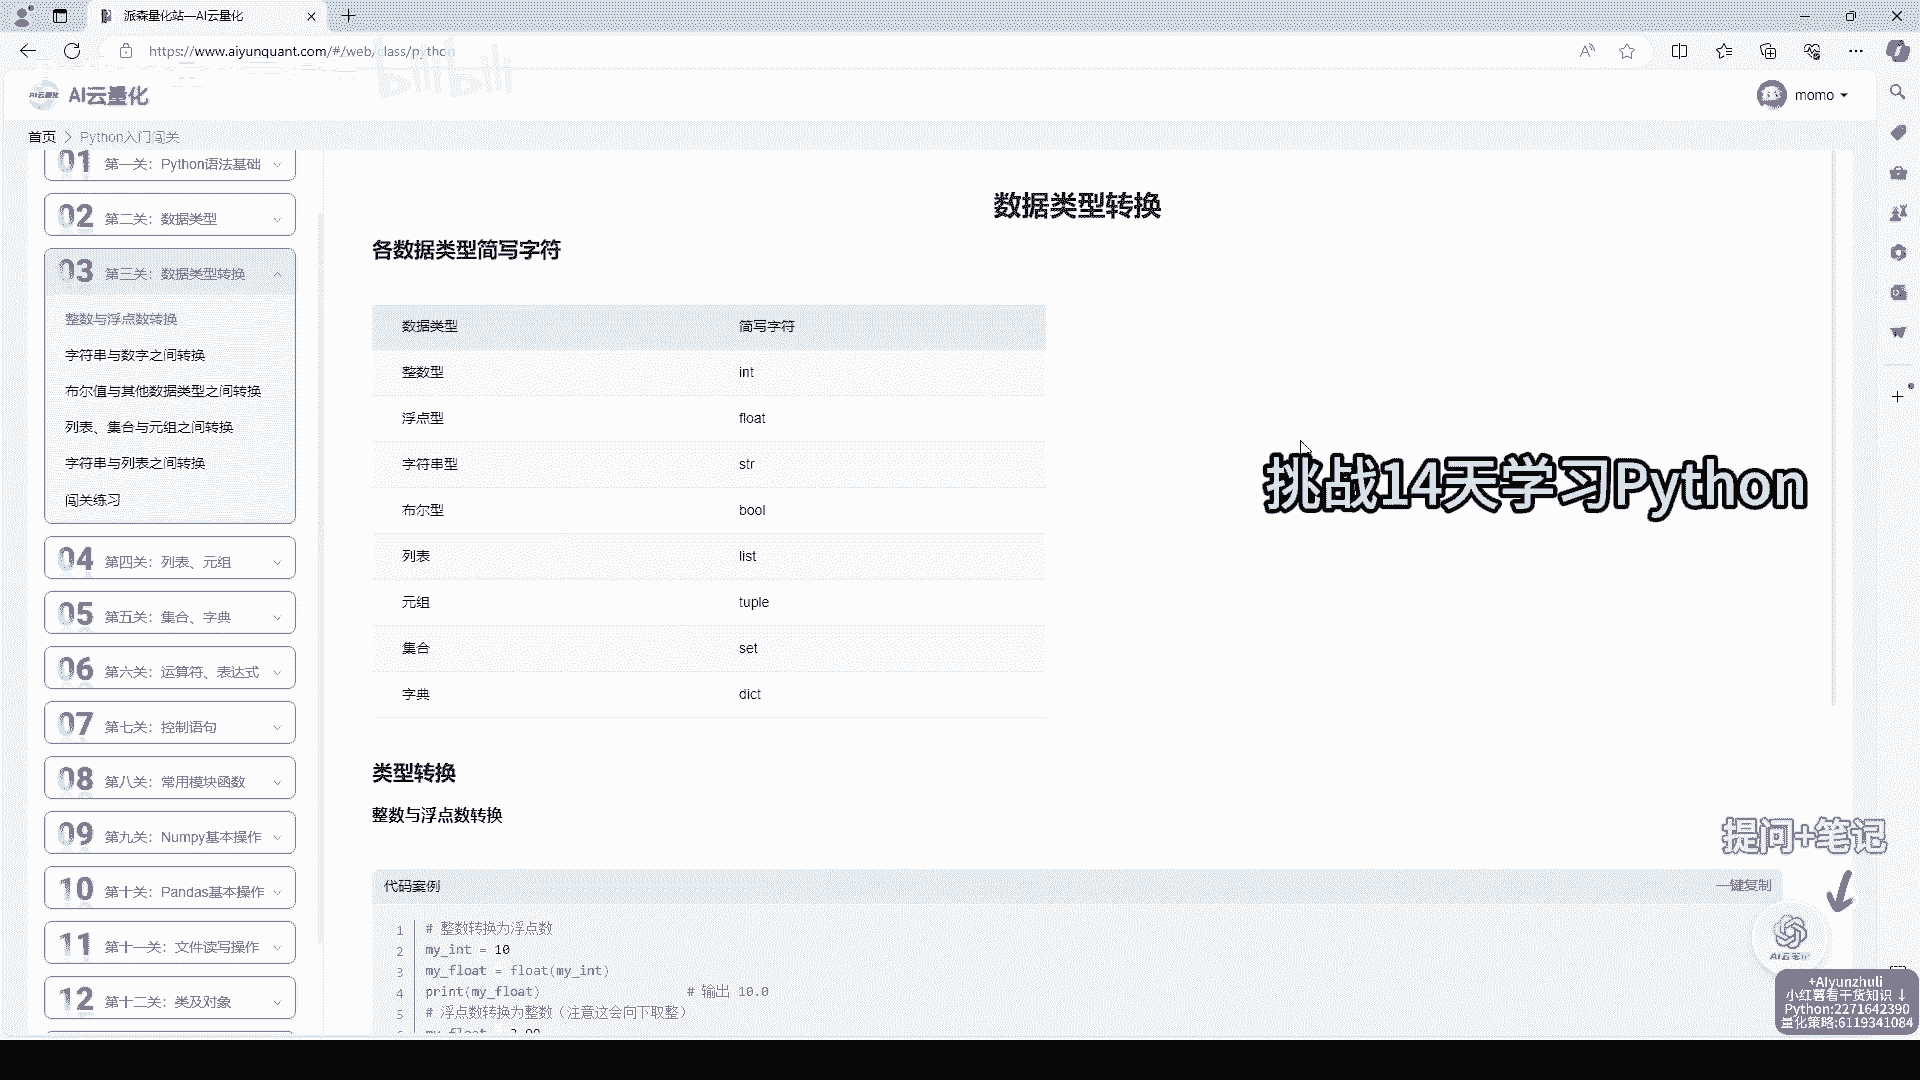 派森量化站—AI云量化
https://www.aiyunquant.com/#/web/class/python
bilibili
AI云量化
momo
首页 > Python入门闯关
01 第一关：Python语法基础
02 第二关：数据类型
03 第三关：数据类型转换
整数与浮点数转换
字符串与数字之间转换
布尔值与其他数据类型之间转换
列表、集合与元组之间转换
字符串与列表之间转换
闯关练习
04 第四关：列表、元组
05 第五关：集合、字典
06 第六关：运算符、表达式
07 第七关：控制语句
08 第八关：常用模块函数
09 第九关：Numpy基本操作
10 第十关：Pandas基本操作
11 第十一关：文件读写操作
12 第十二关：类及对象
数据类型转换
各数据类型简写字符
数据类型 简写字符
整数型 int
浮点型 float
字符串型 str
布尔型 bool
列表 list
元组 tuple
集合 set
字典 dict
挑战14天学习Python
类型转换
整数与浮点数转换
代码案例 一键复制
1 # 整数转换为浮点数
2 my_int = 10
3 my_float = float(my_int)
4 print(my_float) # 输出 10.0
5 # 浮点数转换为整数（注意这会向下取整）
提问+笔记
AI云笔记
+AIyunzhuli
小红薯看干货知识↓
Python:2271642390
量化策略:6119341084